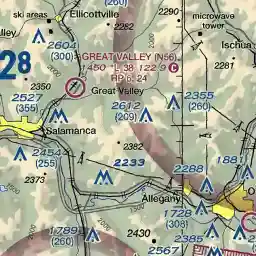 ski areas
Ellicottville
2282
microwave
tower
Ischua
2604
(300)
GREAT VALLEY (N56)
1450 *L 38 122.9 C
RP 6, 24
28
2350
Great Valley
2527
(355)
2612
(209)
2355
(260)
Salamanca
2454
(255)
2382
2373
2233
2288
1881
Allegany
1728
(308)
1789
(260)
2430
2385
2567